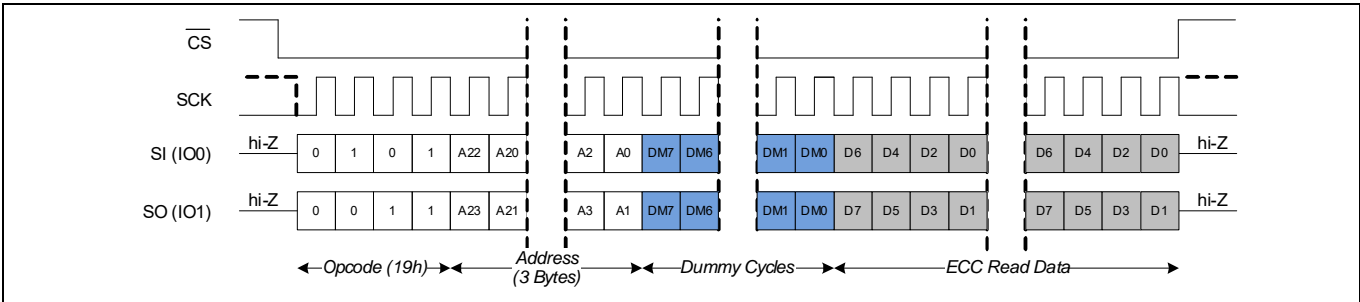 CS
SCK
SI (IO0) hi-Z 0 1 0 1 A22 A20 A2 A0 DM7 DM6 DM1 DM0 D6 D4 D2 D0 D6 D4 D2 D0 hi-Z
SO (IO1) hi-Z 0 0 1 1 A23 A21 A3 A1 DM7 DM6 DM1 DM0 D7 D5 D3 D1 D7 D5 D3 D1 hi-Z
Opcode (19h) Address Dummy Cycles ECC Read Data
(3 Bytes)